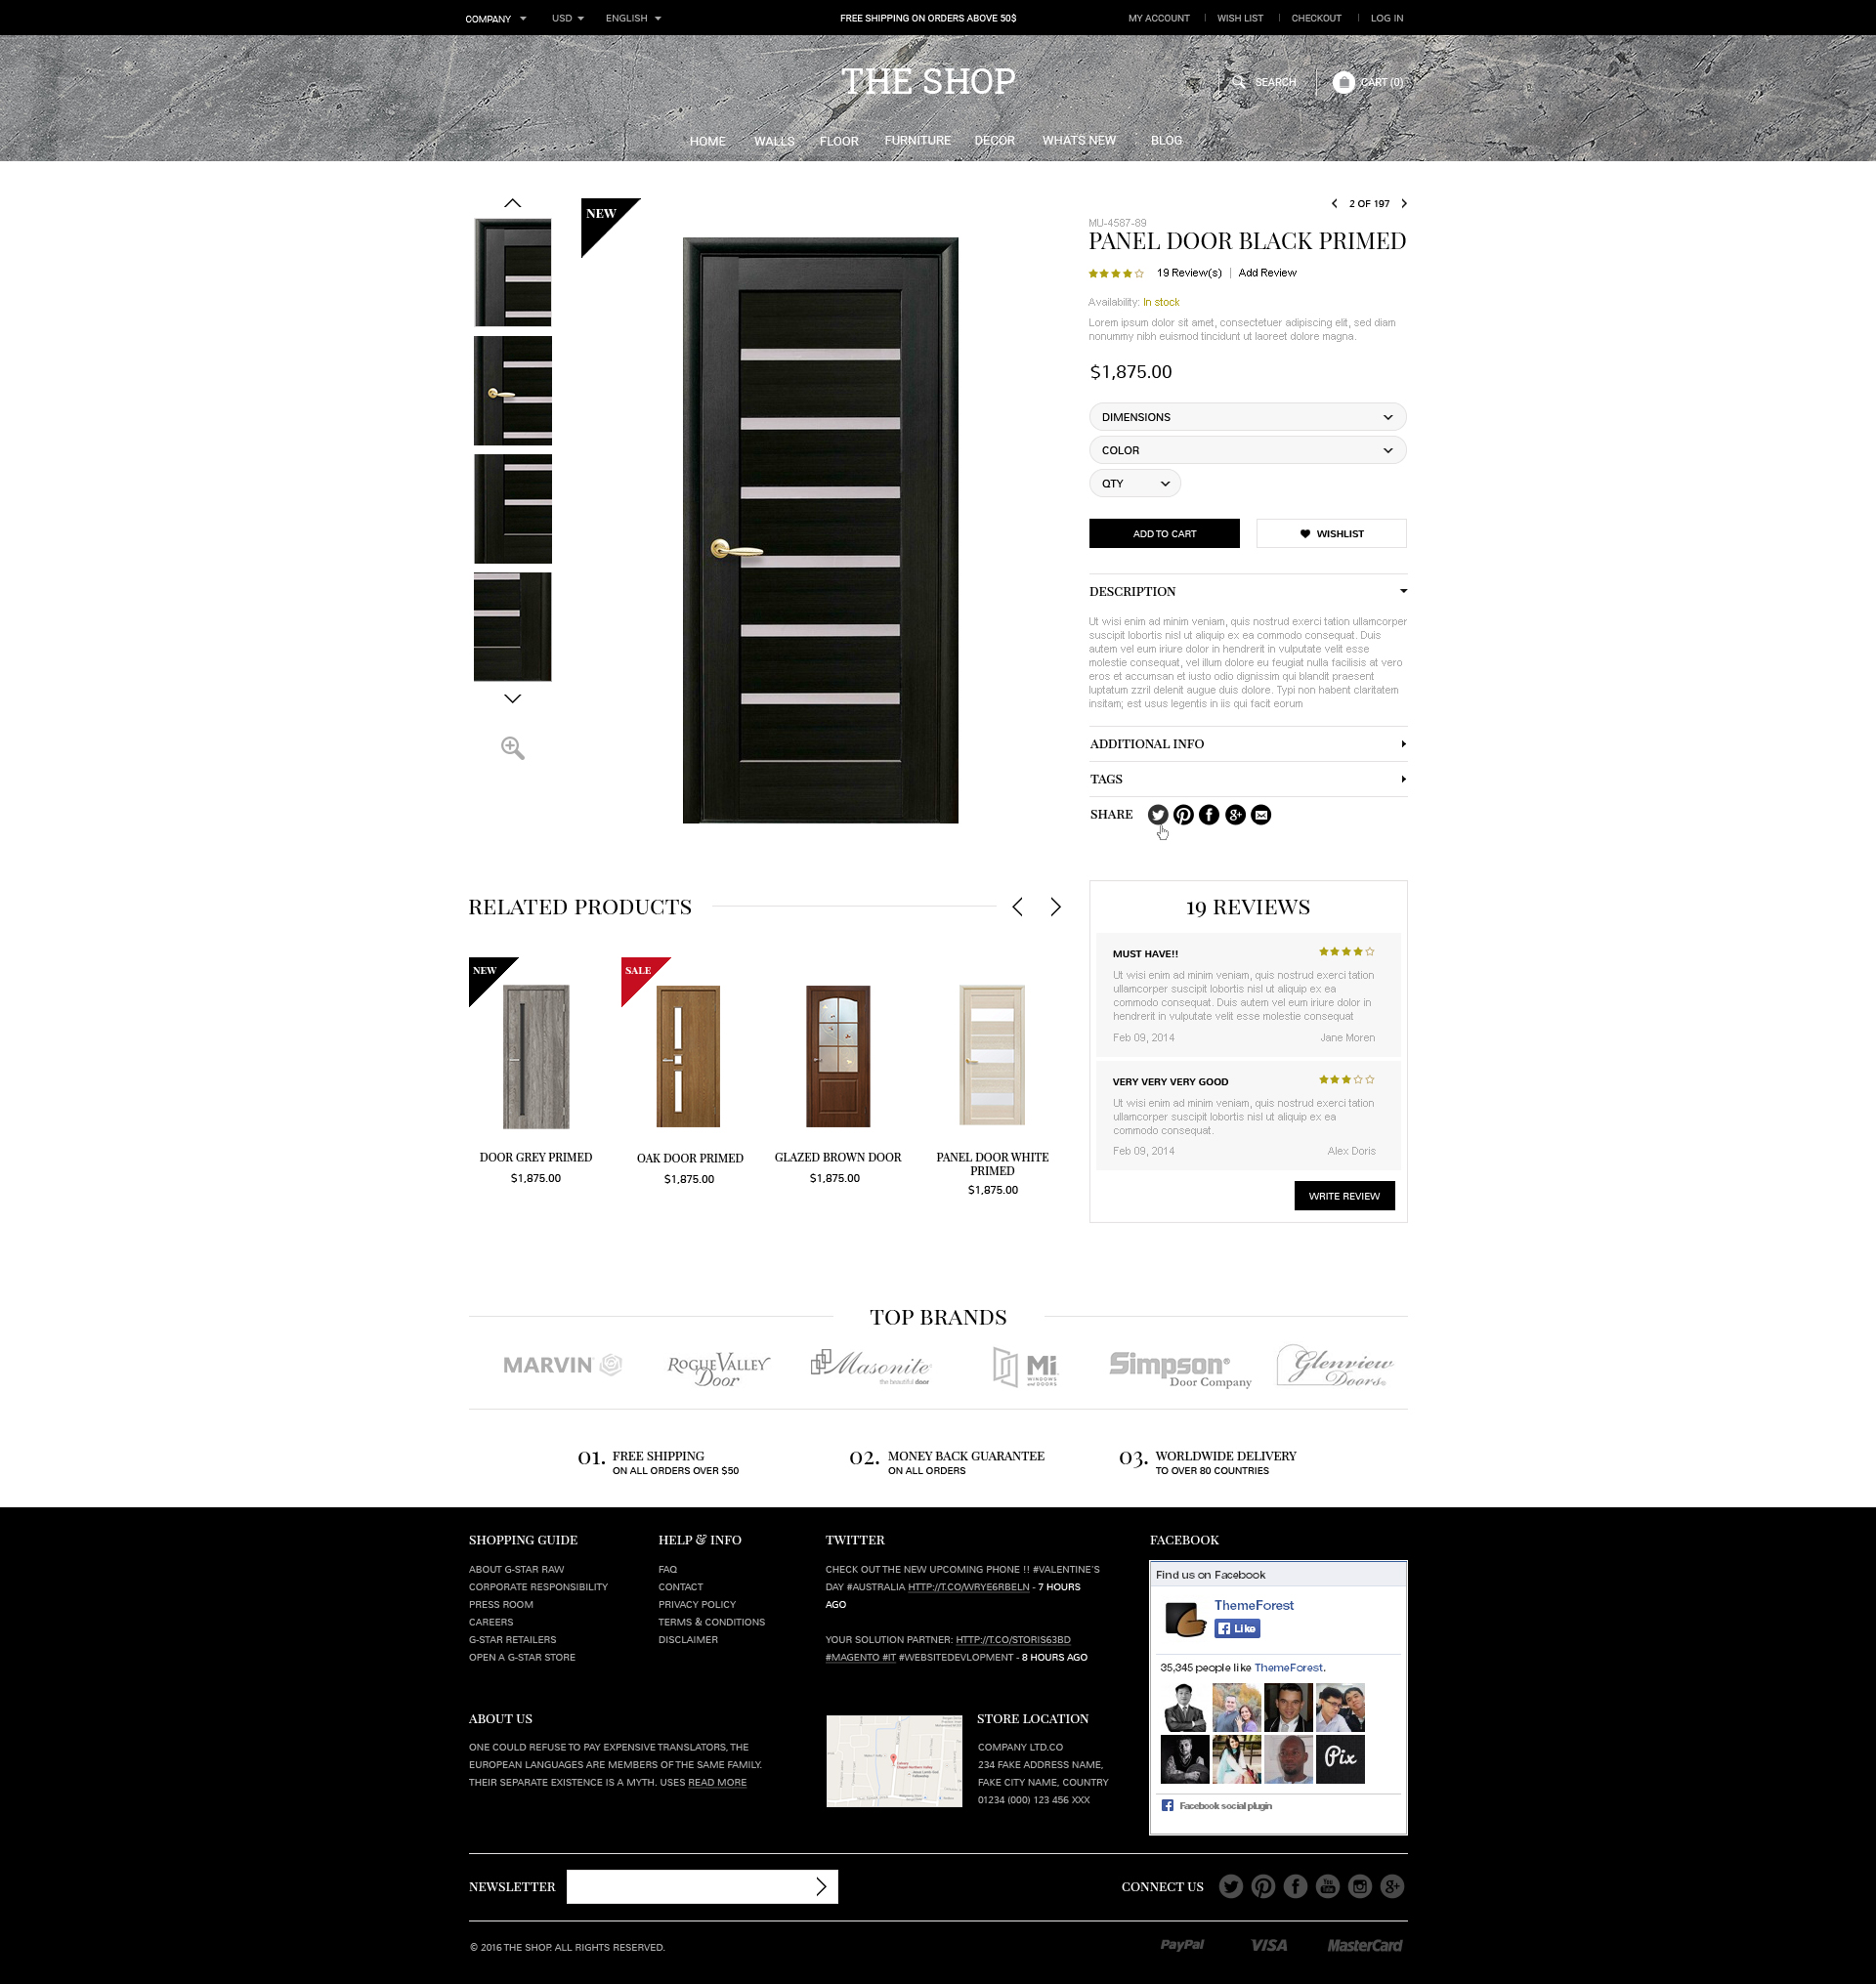 COMPANY USD ENGLISH FREE SHIPPING ON ORDERS ABOVE 50$ MY ACCOUNT WISH LIST CHECKOUT LOG IN
THE SHOP
SEARCH CART (0)
HOME WALLS FLOOR FURNITURE DECOR WHATS NEW BLOG
NEW
2 OF 197
MU-4587-89
PANEL DOOR BLACK PRIMED
19 Review(s) | Add Review
Availability: In stock
Lorem ipsum dolor sit amet, consectetuer adipiscing elit, sed diam
nonummy nibh euismod tincidunt ut laoreet dolore magna.
$1,875.00
DIMENSIONS
COLOR
QTY
ADD TO CART WISHLIST
DESCRIPTION
Ut wisi enim ad minim veniam, quis nostrud exerci tation ullamcorper
suscipit lobortis nisl ut aliquip ex ea commodo consequat. Duis
autem vel eum iriure dolor in hendrerit in vulputate velit esse
molestie consequat, vel illum dolore eu feugiat nulla facilisis at vero
eros et accumsan et iusto odio dignissim qui blandit praesent
luptatum zzril delenit augue duis dolore. Typi non habent claritatem
insitam; est usus legentis in iis qui facit eorum
ADDITIONAL INFO
TAGS
SHARE
RELATED PRODUCTS
NEW
SALE
DOOR GREY PRIMED
$1,875.00
OAK DOOR PRIMED
$1,875.00
GLAZED BROWN DOOR
$1,875.00
PANEL DOOR WHITE
PRIMED
$1,875.00
19 REVIEWS
MUST HAVE!!
Ut wisi enim ad minim veniam, quis nostrud exerci tation
ullamcorper suscipit lobortis nisl ut aliquip ex ea
commodo consequat. Duis autem vel eum iriure dolor in
hendrerit in vulputate velit esse molestie consequat
Feb 09, 2014 Jane Moren
VERY VERY VERY GOOD
Ut wisi enim ad minim veniam, quis nostrud exerci tation
ullamcorper suscipit lobortis nisl ut aliquip ex ea
commodo consequat.
Feb 09, 2014 Alex Doris
WRITE REVIEW
TOP BRANDS
MARVIN
ROGUE VALLEY
Door
Masonite
the beautiful door
Mi
WINDOWS
and DOORS
Simpson
Door Company
Glenview
Doors
01. FREE SHIPPING
ON ALL ORDERS OVER $50
02. MONEY BACK GUARANTEE
ON ALL ORDERS
03. WORLDWIDE DELIVERY
TO OVER 80 COUNTRIES
SHOPPING GUIDE
ABOUT G-STAR RAW
CORPORATE RESPONSIBILITY
PRESS ROOM
CAREERS
G-STAR RETAILERS
OPEN A G-STAR STORE
HELP & INFO
FAQ
CONTACT
PRIVACY POLICY
TERMS & CONDITIONS
DISCLAIMER
TWITTER
CHECK OUT THE NEW UPCOMING PHONE !! #VALENTINE'S
DAY #AUSTRALIA HTTP://T.CO/WRYE6RBELN - 7 HOURS
AGO
YOUR SOLUTION PARTNER: HTTP://T.CO/STORIS63BD
#MAGENTO #IT #WEBSITEDEVLOPMENT - 8 HOURS AGO
FACEBOOK
Find us on Facebook
ThemeForest
Like
35,345 people like ThemeForest.
Pix
Facebook social plugin
ABOUT US
ONE COULD REFUSE TO PAY EXPENSIVE TRANSLATORS, THE
EUROPEAN LANGUAGES ARE MEMBERS OF THE SAME FAMILY.
THEIR SEPARATE EXISTENCE IS A MYTH. USES READ MORE
STORE LOCATION
COMPANY LTD.CO
234 FAKE ADDRESS NAME,
FAKE CITY NAME, COUNTRY
01234 (000) 123 456 XXX
NEWSLETTER
CONNECT US
You
Tube
© 2016 THE SHOP. ALL RIGHTS RESERVED.
PayPal VISA MasterCard